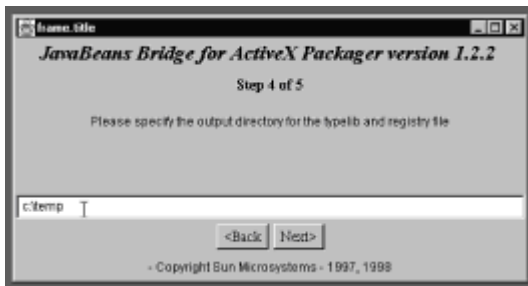 frame.title
JavaBeans Bridge for ActiveX Packager version 1.2.2
Step 4 of 5
Please specify the output directory for the typelib and registry file
c:\temp
<Back Next>
- Copyright Sun Microsystems - 1997, 1998